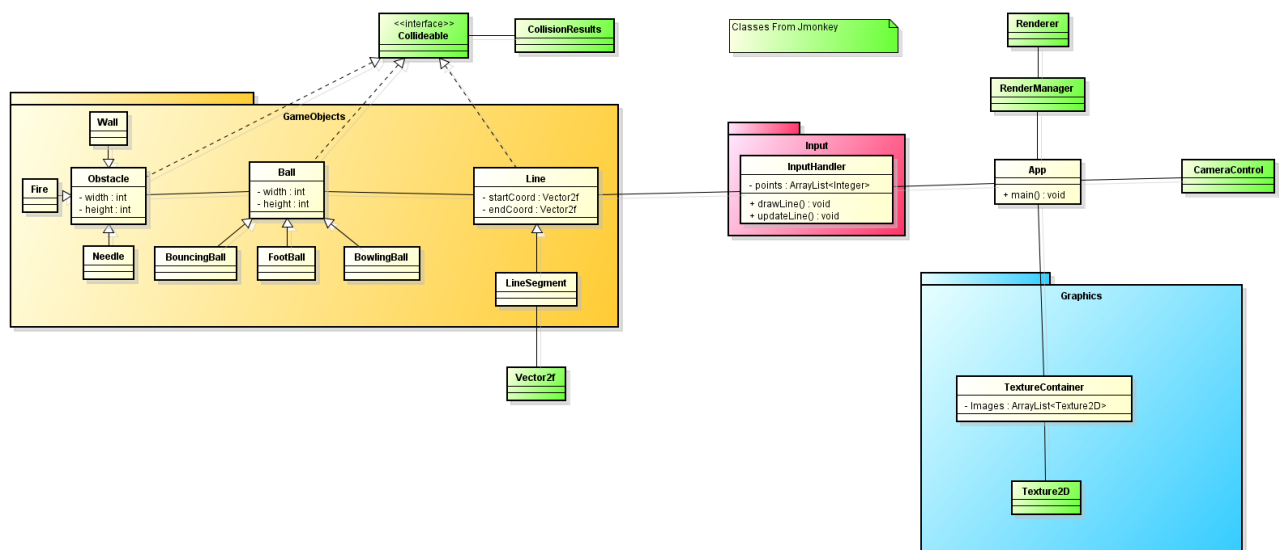 <<interface>>
Collideable
CollisionResults
Classes From Jmonkey
Renderer
RenderManager
GameObjects
Wall
Obstacle
- width : int
- height : int
Fire
Needle
Ball
- width : int
- height : int
BouncingBall
FootBall
BowlingBall
Line
- startCoord : Vector2f
- endCoord : Vector2f
LineSegment
Vector2f
Input
InputHandler
- points : ArrayList<Integer>
+ drawLine() : void
+ updateLine() : void
App
+ main() : void
CameraControl
Graphics
TextureContainer
- Images : ArrayList<Texture2D>
Texture2D